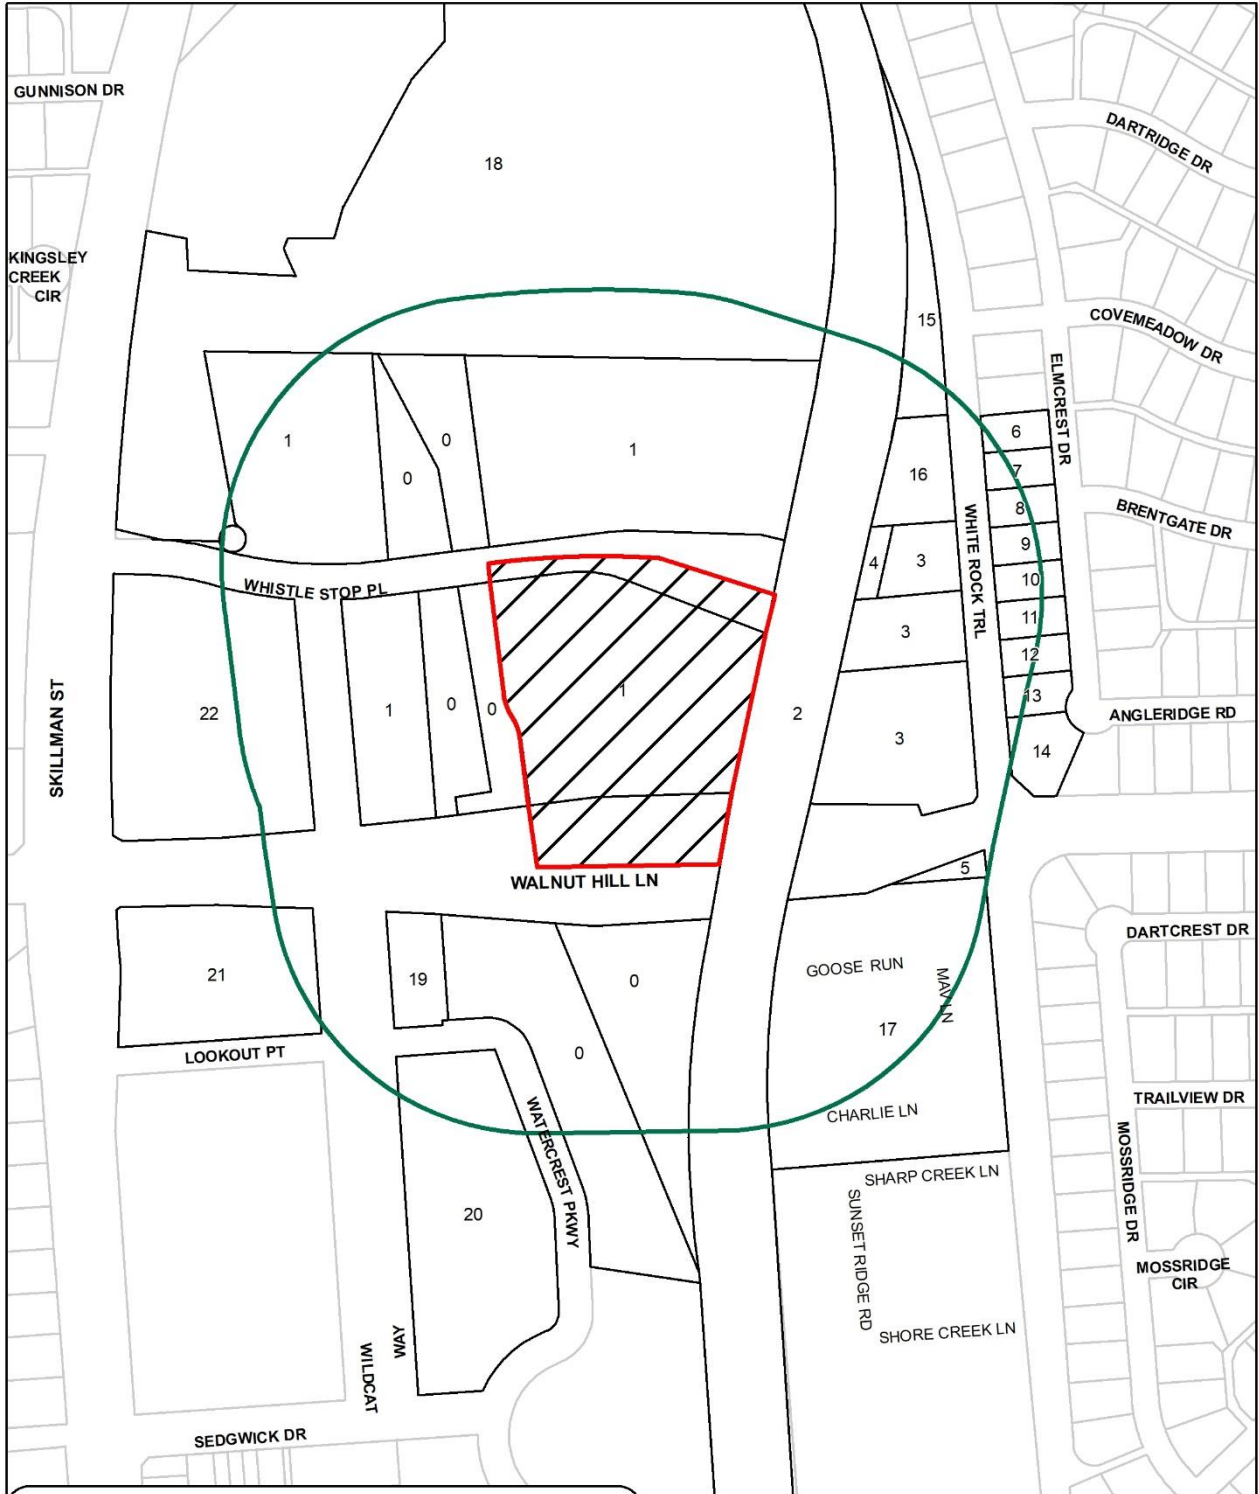 GUNNISON DR
DARTRIDGE DR
18
KINGSLEY
CREEK
CIR
15
COVEMEADOW DR
ELMCREST DR
1
0
0
1
6
7
8
9
10
11
12
13
14
16
4
3
3
3
WHITE ROCK TRL
BRENTGATE DR
WHISTLE STOP PL
SKILLMAN ST
22
1
0
0
1
2
ANGLERIDGE RD
WALNUT HILL LN
5
DARTCREST DR
21
19
0
0
GOOSE RUN
MAV LN
17
LOOKOUT PT
CHARLIE LN
TRAILVIEW DR
WATERCREST PKWY
MOSSRIDGE DR
SHARP CREEK LN
SUNSET RIDGE RD
20
MOSSRIDGE
CIR
SHORE CREEK LN
WILDCAT
WAY
SEDGWICK DR